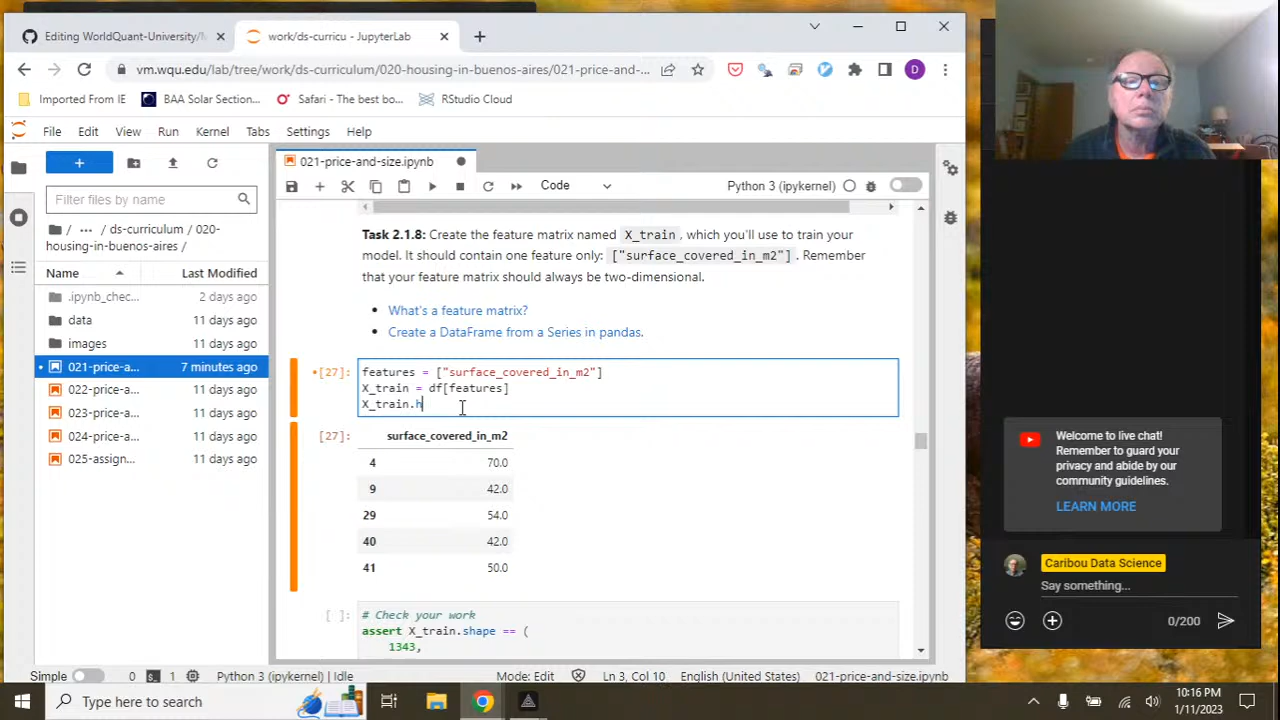 Editing WorldQuant-University/M
work/ds-curricu - JupyterLab
vm.wqu.edu/lab/tree/work/ds-curriculum/020-housing-in-buenos-aires/021-price-and-...
D
Imported From IE
BAA Solar Section...
Safari - The best bo...
RStudio Cloud
File Edit View Run Kernel Tabs Settings Help
021-price-and-size.ipynb
Code
Python 3 (ipykernel)
Filter files by name
/ ... / ds-curriculum / 020-
housing-in-buenos-aires /
Name Last Modified
.ipynb_chec... 2 days ago
data 11 days ago
images 11 days ago
021-price-a... 7 minutes ago
022-price-a... 11 days ago
023-price-a... 11 days ago
024-price-a... 11 days ago
025-assign... 11 days ago
Task 2.1.8: Create the feature matrix named X_train , which you'll use to train your
model. It should contain one feature only: ["surface_covered_in_m2"] . Remember
that your feature matrix should always be two-dimensional.
• What's a feature matrix?
• Create a DataFrame from a Series in pandas.
[27]: features = ["surface_covered_in_m2"]
X_train = df[features]
X_train.h
[27]: surface_covered_in_m2
4 70.0
9 42.0
29 54.0
40 42.0
41 50.0
[ ]: # Check your work
assert X_train.shape == (
1343,
Simple 0 1 Python 3 (ipykernel) | Idle Mode: Edit Ln 3, Col 10 English (United States) 021-price-and-size.ipynb
Welcome to live chat!
Remember to guard your
privacy and abide by our
community guidelines.
LEARN MORE
Caribou Data Science
Say something...
0/200
Type here to search
10:16 PM
1/11/2023